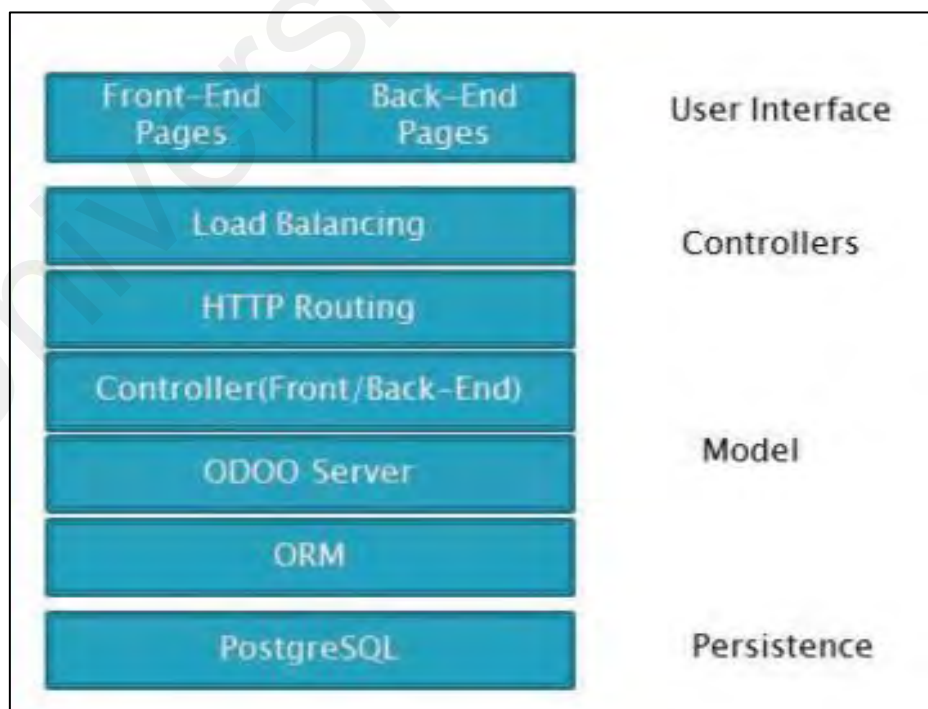 Front-End
Pages
Back-End
Pages
User Interface
Load Balancing
Controllers
HTTP Routing
Controller(Front/Back-End)
Model
ODOO Server
ORM
PostgreSQL
Persistence